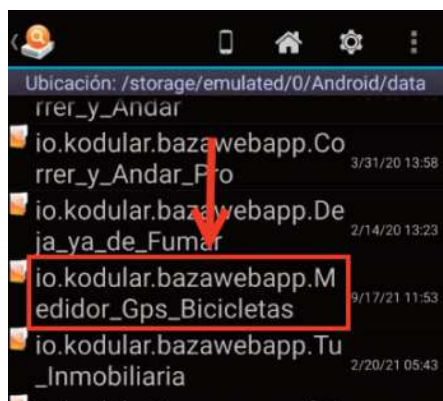 Ubicación: /storage/emulated/0/Android/data
rrer_y_Andar
io.kodular.bazawebapp.Co
rrer_y_Andar_Pro
3/31/20 13:58
io.kodular.bazawebapp.De
ja_ya_de_Fumar
2/14/20 13:23
io.kodular.bazawebapp.M
edidor_Gps_Bicicletas
9/17/21 11:53
io.kodular.bazawebapp.Tu
_Inmobiliaria
2/20/21 05:43